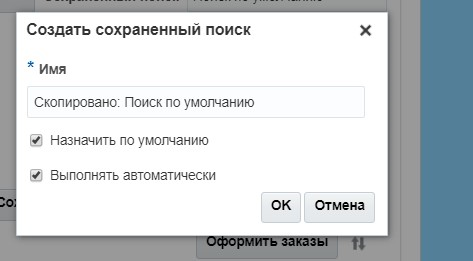 Создать сохраненный поиск
* Имя
Скопировано: Поиск по умолчанию
Назначить по умолчанию
Выполнять автоматически
OK Отмена
Оформить заказы